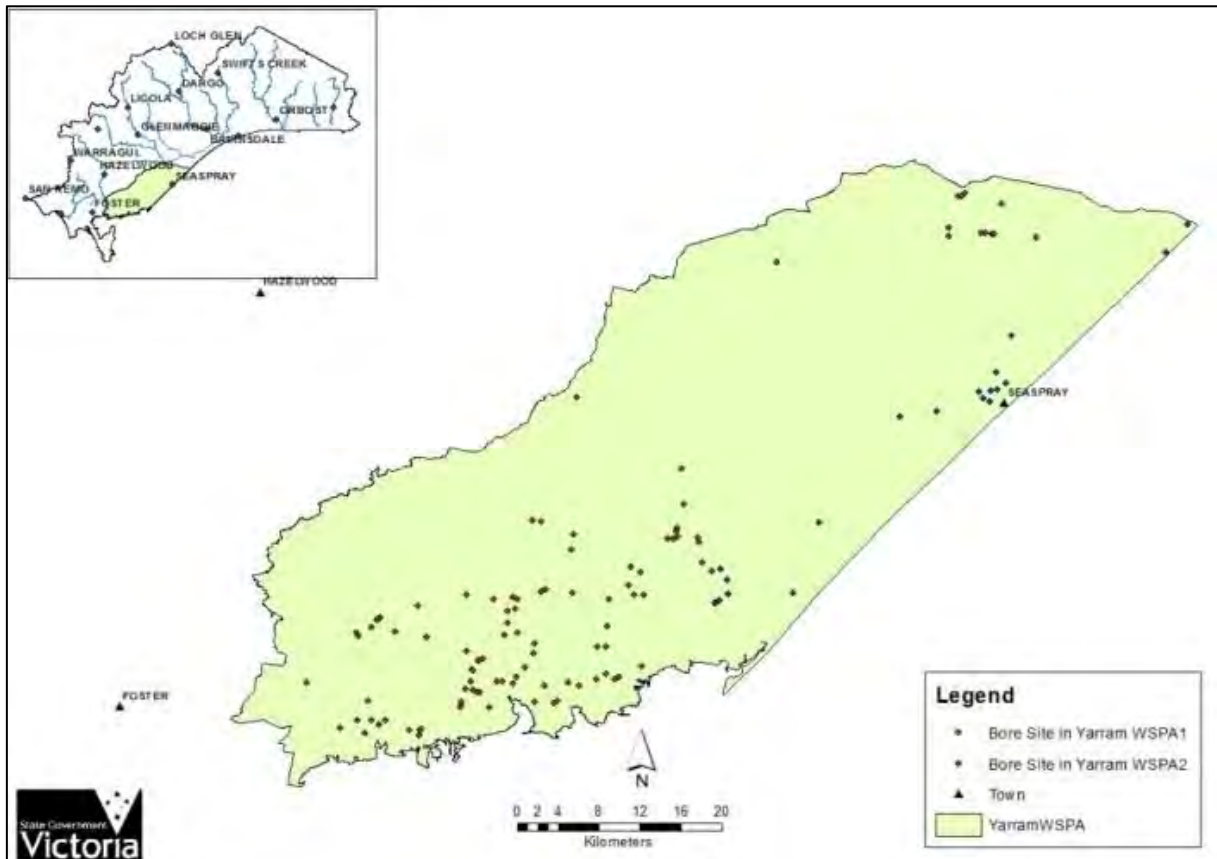 LOCH GLEN
SWIFTS CREEK
DARGO
LICOLA
ORBOST
GLENMAGGIE
BAIRNSDALE
WARRAGUL
HAZELWOOD
SEASPRAY
SAN REMO
FOSTER
HAZELWOOD
SEASPRAY
FOSTER
N
0 2 4 8 12 16 20
Kilometers
Legend
Bore Site in Yarram WSPA1
Bore Site in Yarram WSPA2
Town
YarramWSPA
State Government
Victoria